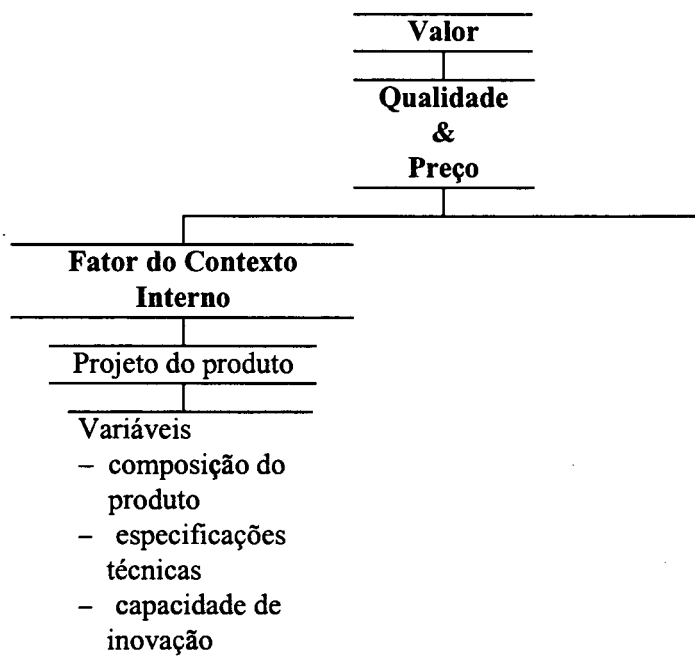 Valor
Qualidade
&
Preço
Fator do Contexto
Interno
Projeto do produto
Variáveis
– composição do
produto
– especificações
técnicas
– capacidade de
inovação